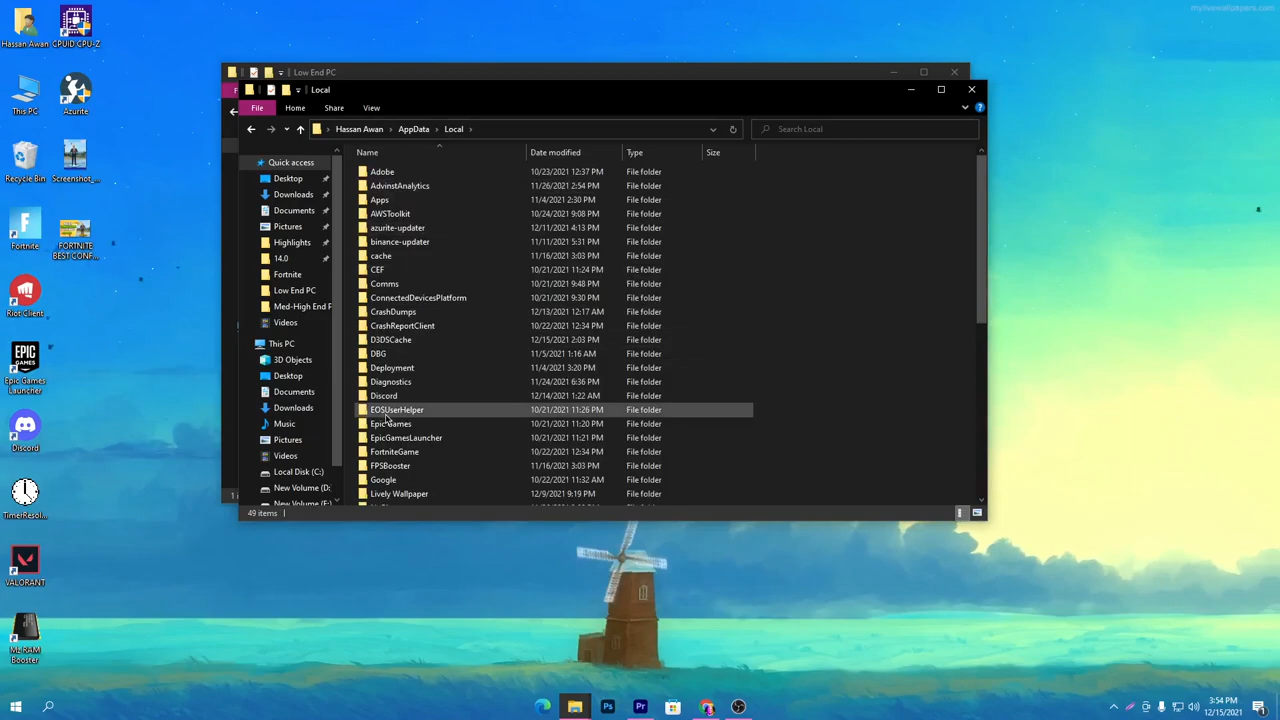 mylivewallpapers.com
Hassan Awan
CPUID CPU-Z
This PC
Azurite
Recycle Bin
Screenshot_...
Fortnite
FORTNITE
BEST CONF...
Riot Client
Epic Games
Launcher
Discord
TimerResol...
VALORANT
Mz RAM
Booster
Low End PC
Local
File
Home
Share
View
Hassan Awan > AppData > Local >
Search Local
Name Date modified Type Size
Quick access
Desktop
Downloads
Documents
Pictures
Highlights
14.0
Fortnite
Low End PC
Med-High End P
Videos
This PC
3D Objects
Desktop
Documents
Downloads
Music
Pictures
Videos
Local Disk (C:)
New Volume (D:
New Volume (E:)
Adobe 10/23/2021 12:37 PM File folder
AdvinstAnalytics 11/26/2021 2:54 PM File folder
Apps 11/4/2021 2:30 PM File folder
AWSToolkit 10/24/2021 9:08 PM File folder
azurite-updater 12/11/2021 4:13 PM File folder
binance-updater 11/11/2021 5:31 PM File folder
cache 11/16/2021 3:03 PM File folder
CEF 10/21/2021 11:24 PM File folder
Comms 10/21/2021 9:48 PM File folder
ConnectedDevicesPlatform 10/21/2021 9:30 PM File folder
CrashDumps 12/13/2021 12:17 AM File folder
CrashReportClient 10/22/2021 12:34 PM File folder
D3DSCache 12/15/2021 2:03 PM File folder
DBG 11/5/2021 1:16 AM File folder
Deployment 11/4/2021 3:20 PM File folder
Diagnostics 11/24/2021 6:36 PM File folder
Discord 12/14/2021 1:22 AM File folder
EOSUserHelper 10/21/2021 11:26 PM File folder
EpicGames 10/21/2021 11:20 PM File folder
EpicGamesLauncher 10/21/2021 11:21 PM File folder
FortniteGame 10/22/2021 12:34 PM File folder
FPSBooster 11/16/2021 3:03 PM File folder
Google 10/22/2021 11:32 AM File folder
Lively Wallpaper 12/9/2021 9:19 PM File folder
49 items
3:54 PM
12/15/2021